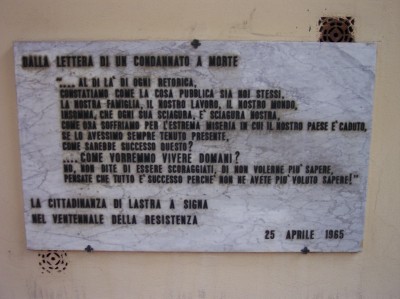 DALLA LETTERA DI UN CONDANNATO A MORTE
".... AL DI LA' DI OGNI RETORICA,
CONSTATIAMO COME LA COSA PUBBLICA SIA NOI STESSI,
LA NOSTRA FAMIGLIA, IL NOSTRO LAVORO, IL NOSTRO MONDO,
INSOMMA, CHE OGNI SUA SCIAGURA, E' SCIAGURA NOSTRA,
COME ORA SOFFRIAMO PER L'ESTREMA MISERIA IN CUI IL NOSTRO PAESE E' CADUTO,
SE LO AVESSIMO SEMPRE TENUTO PRESENTE,
COME SAREBBE SUCCESSO QUESTO?
.... COME VORREMMO VIVERE DOMANI?
NO, NON DITE DI ESSERE SCORAGGIATI, DI NON VOLERNE PIU' SAPERE,
PENSATE CHE TUTTO E' SUCCESSO PERCHE' NON NE AVETE PIU' VOLUTO SAPERE!"
LA CITTADINANZA DI LASTRA A SIGNA
NEL VENTENNALE DELLA RESISTENZA
25 APRILE 1965